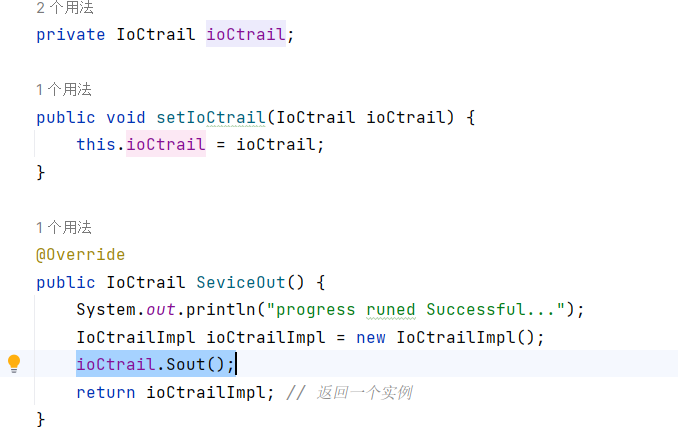 2 个用法
private IoCtrail ioCtrail;
1 个用法
public void setIoCtrail(IoCtrail ioCtrail) {
this.ioCtrail = ioCtrail;
}
1 个用法
@Override
public IoCtrail SeviceOut() {
System.out.println("progress runed Successful...");
IoCtrailImpl ioCtrailImpl = new IoCtrailImpl();
ioCtrail.Sout();
return ioCtrailImpl; // 返回一个实例
}